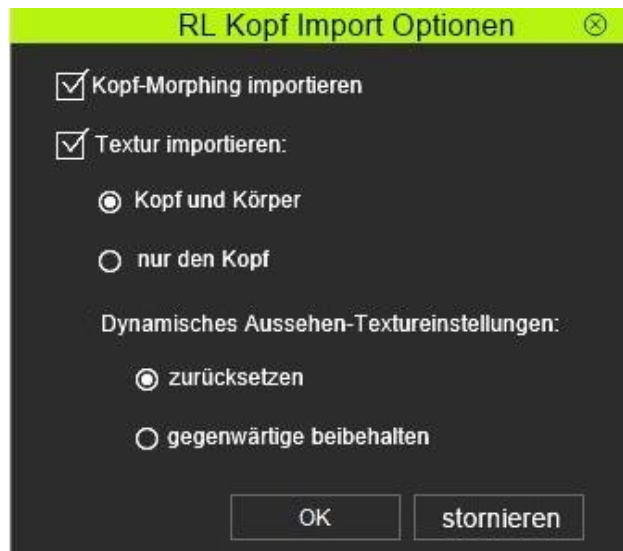 RL Kopf Import Optionen
Kopf-Morphing importieren
Textur importieren:
Kopf und Körper
nur den Kopf
Dynamisches Aussehen-Textureinstellungen:
zurücksetzen
gegenwärtige beibehalten
OK
stornieren